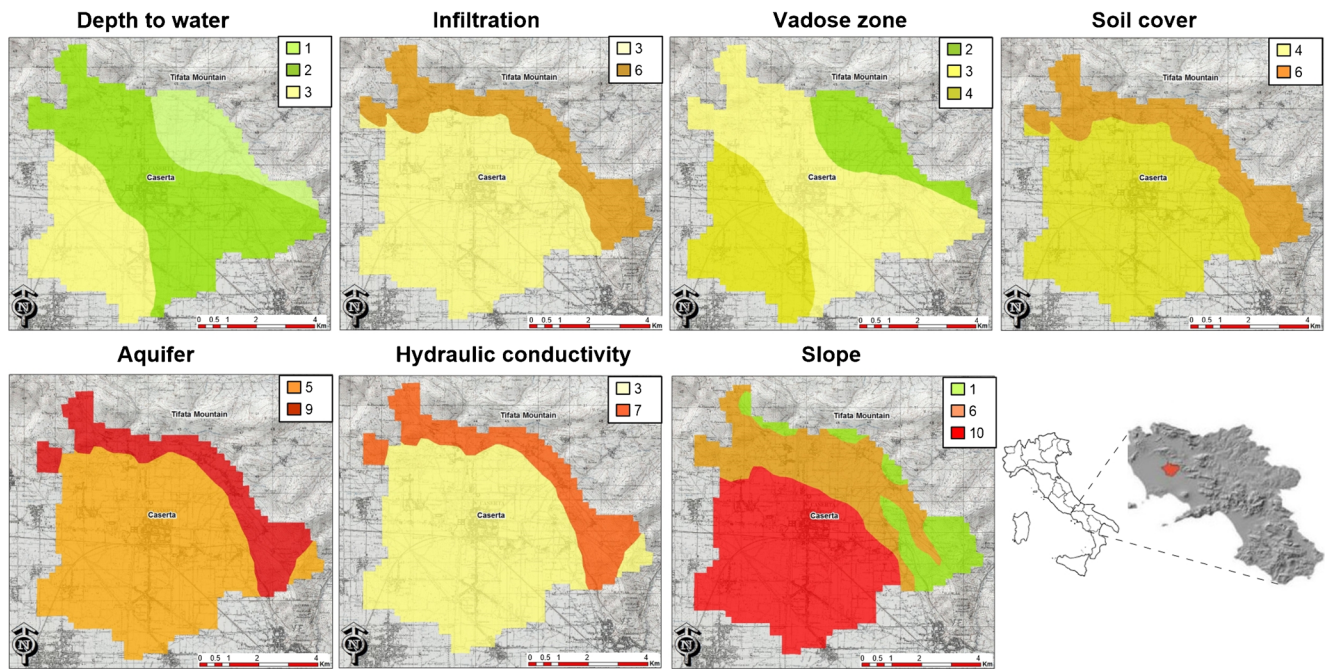 Depth to water
1
2
3
Tifata Mountain
Caserta
N
0 0.5 1 2 4
Km
Infiltration
3
6
Tifata Mountain
Caserta
N
0 0.5 1 2 4
Km
Vadose zone
2
3
4
Tifata Mountain
Caserta
N
0 0.5 1 2 4
Km
Soil cover
4
6
Tifata Mountain
Caserta
N
0 0.5 1 2 4
Km
Aquifer
5
9
Tifata Mountain
Caserta
N
0 0.5 1 2 4
Km
Hydraulic conductivity
3
7
Tifata Mountain
Caserta
N
0 0.5 1 2 4
Km
Slope
1
6
10
Tifata Mountain
Caserta
N
0 0.5 1 2 4
Km